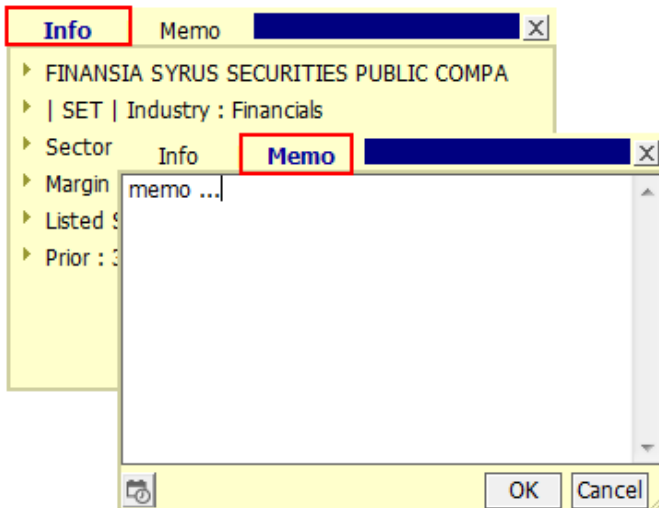 Info Memo X
FINANSIA SYRUS SECURITIES PUBLIC COMPA
| SET | Industry : Financials
Sector
Margin
Listed
Prior :
Info Memo X
memo ...
OK Cancel